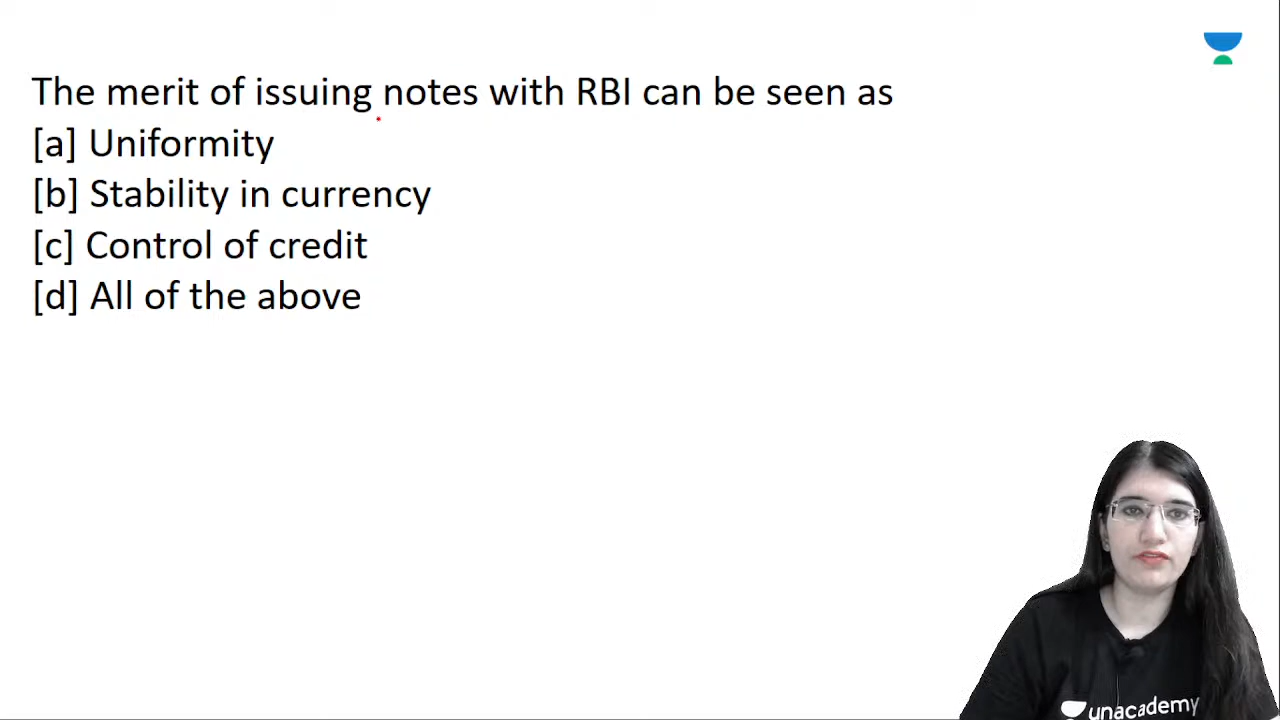 The merit of issuing notes with RBI can be seen as
[a] Uniformity
[b] Stability in currency
[c] Control of credit
[d] All of the above
unacademy